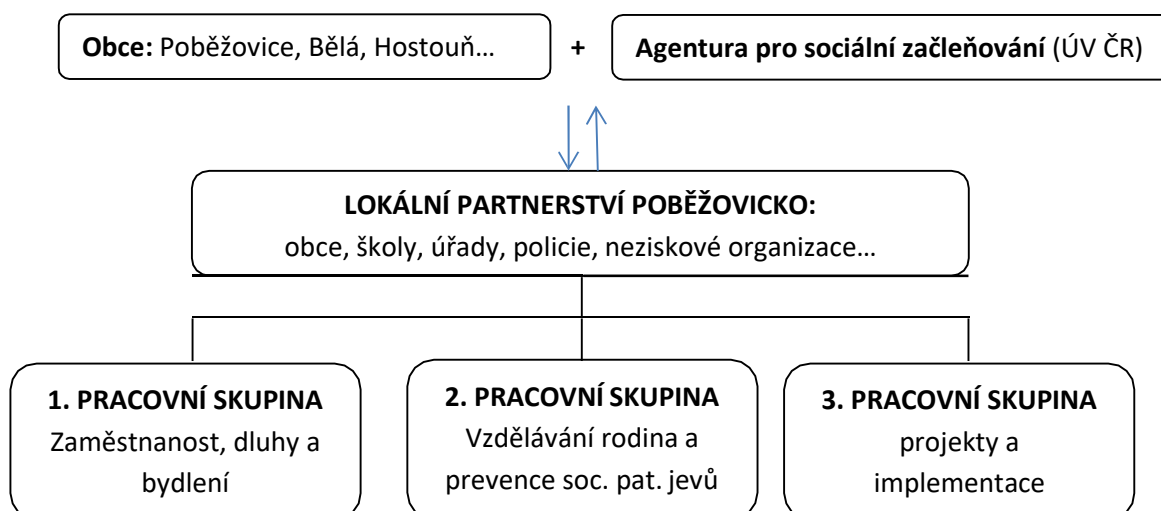 Obce: Poběžovice, Bělá, Hostouň…
+
Agentura pro sociální začleňování (ÚV ČR)
LOKÁLNÍ PARTNERSTVÍ POBĚŽOVICKO:
obce, školy, úřady, policie, neziskové organizace…
1. PRACOVNÍ SKUPINA
Zaměstnanost, dluhy a
bydlení
2. PRACOVNÍ SKUPINA
Vzdělávání rodina a
prevence soc. pat. jevů
3. PRACOVNÍ SKUPINA
projekty a
implementace